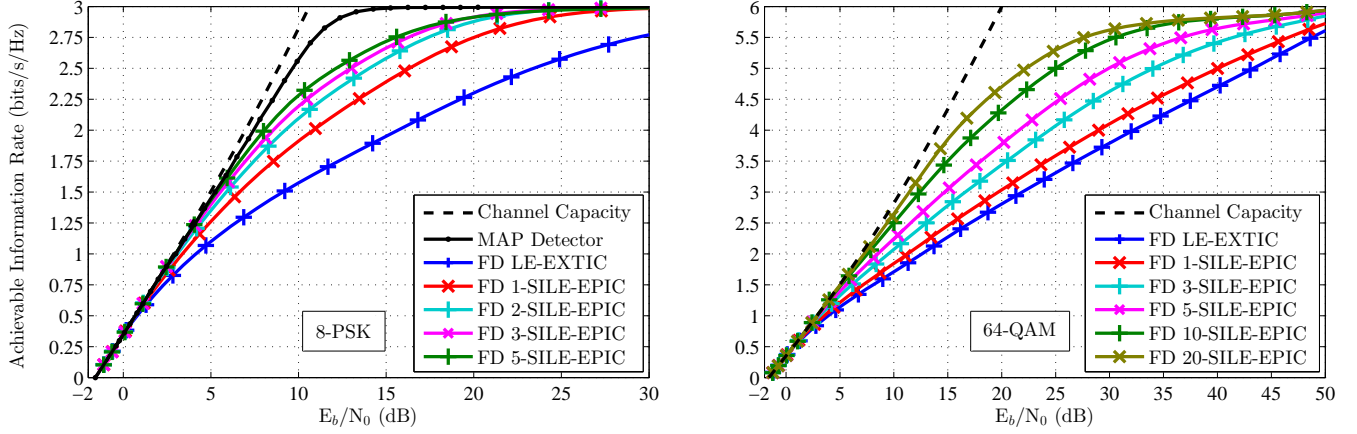 Achievable Information Rate (bits/s/Hz)
3
2.75
2.5
2.25
2
1.75
1.5
1.25
1
0.75
0.5
0.25
0
−2 0 5 10 15 20 25 30
E_b/N_0 (dB)
8-PSK
Channel Capacity
MAP Detector
FD LE-EXTIC
FD 1-SILE-EPIC
FD 2-SILE-EPIC
FD 3-SILE-EPIC
FD 5-SILE-EPIC
6
5.5
5
4.5
4
3.5
3
2.5
2
1.5
1
0.5
0
−2 0 5 10 15 20 25 30 35 40 45 50
E_b/N_0 (dB)
64-QAM
Channel Capacity
FD LE-EXTIC
FD 1-SILE-EPIC
FD 3-SILE-EPIC
FD 5-SILE-EPIC
FD 10-SILE-EPIC
FD 20-SILE-EPIC